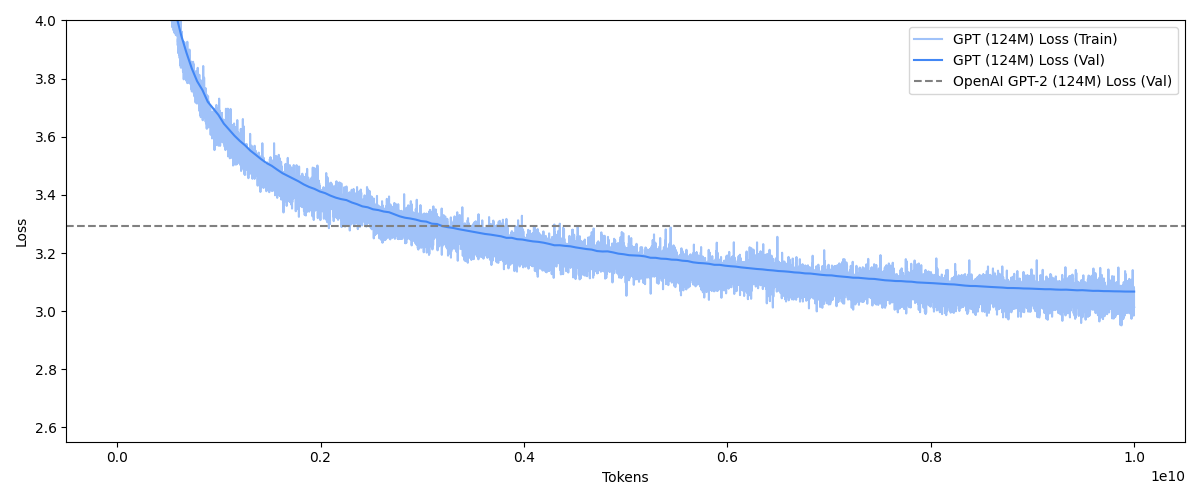 4.0
3.8
3.6
3.4
3.2
3.0
2.8
2.6
Loss
GPT (124M) Loss (Train)
GPT (124M) Loss (Val)
OpenAI GPT-2 (124M) Loss (Val)
0.0 0.2 0.4 0.6 0.8 1.0
1e10
Tokens